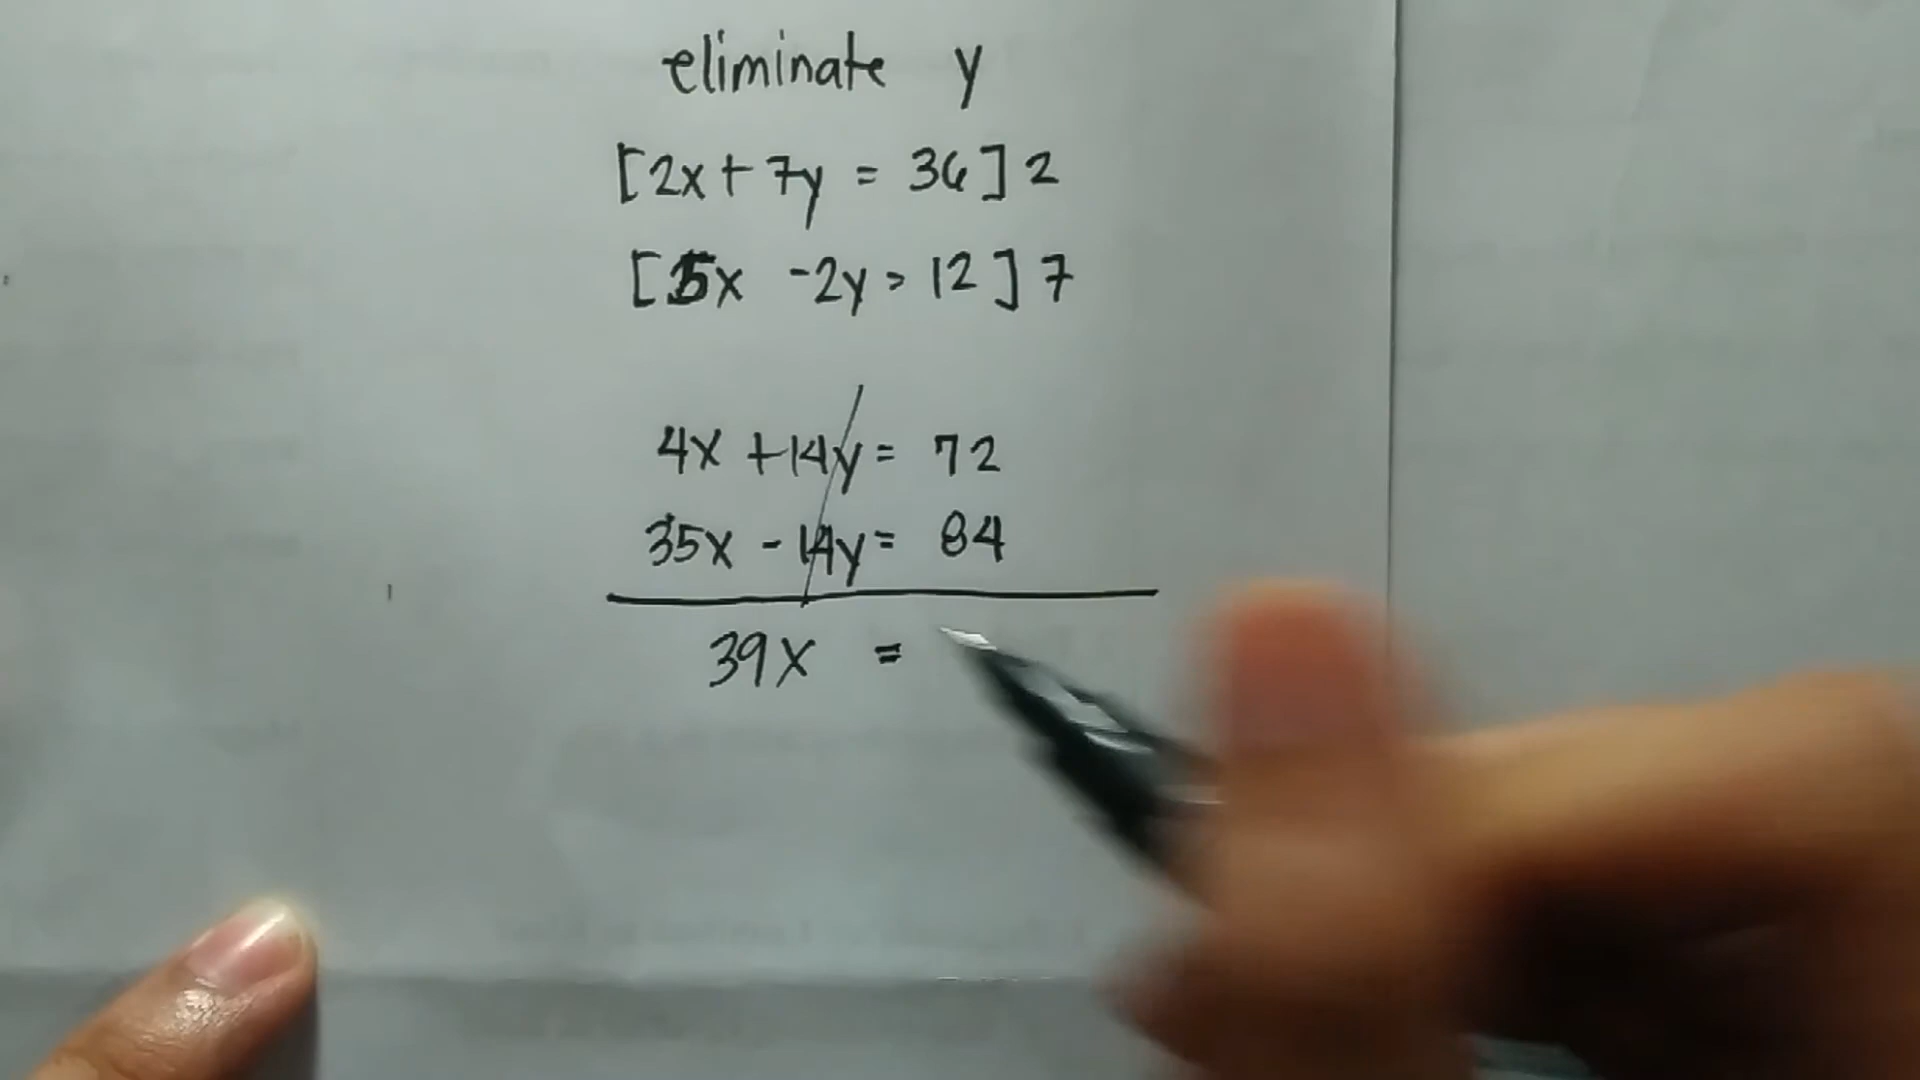 eliminate y
[2x + 7y = 36] 2
[5x - 2y = 12] 7
4x + 14y = 72
35x - 14y = 84
39x =